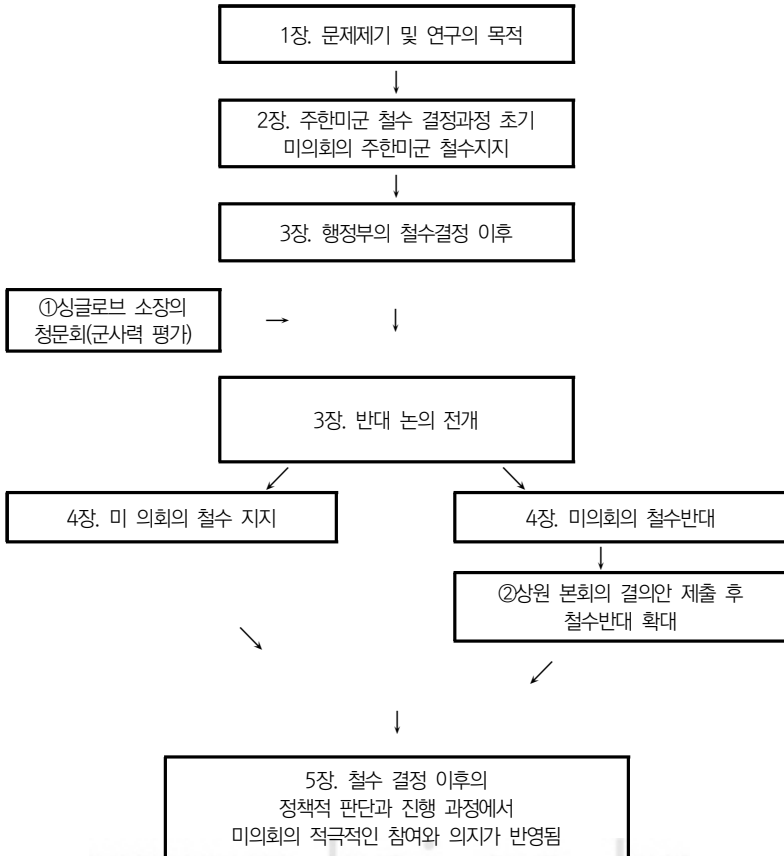 1장. 문제제기 및 연구의 목적
2장. 주한미군 철수 결정과정 초기
미의회의 주한미군 철수지지
3장. 행정부의 철수결정 이후
①싱글로브 소장의
청문회(군사력 평가)
3장. 반대 논의 전개
4장. 미 의회의 철수 지지
4장. 미의회의 철수반대
②상원 본회의 결의안 제출 후
철수반대 확대
5장. 철수 결정 이후의
정책적 판단과 진행 과정에서
미의회의 적극적인 참여와 의지가 반영됨